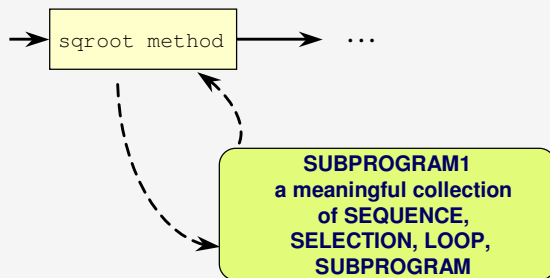 sqroot method
...
SUBPROGRAM1
a meaningful collection
of SEQUENCE,
SELECTION, LOOP,
SUBPROGRAM